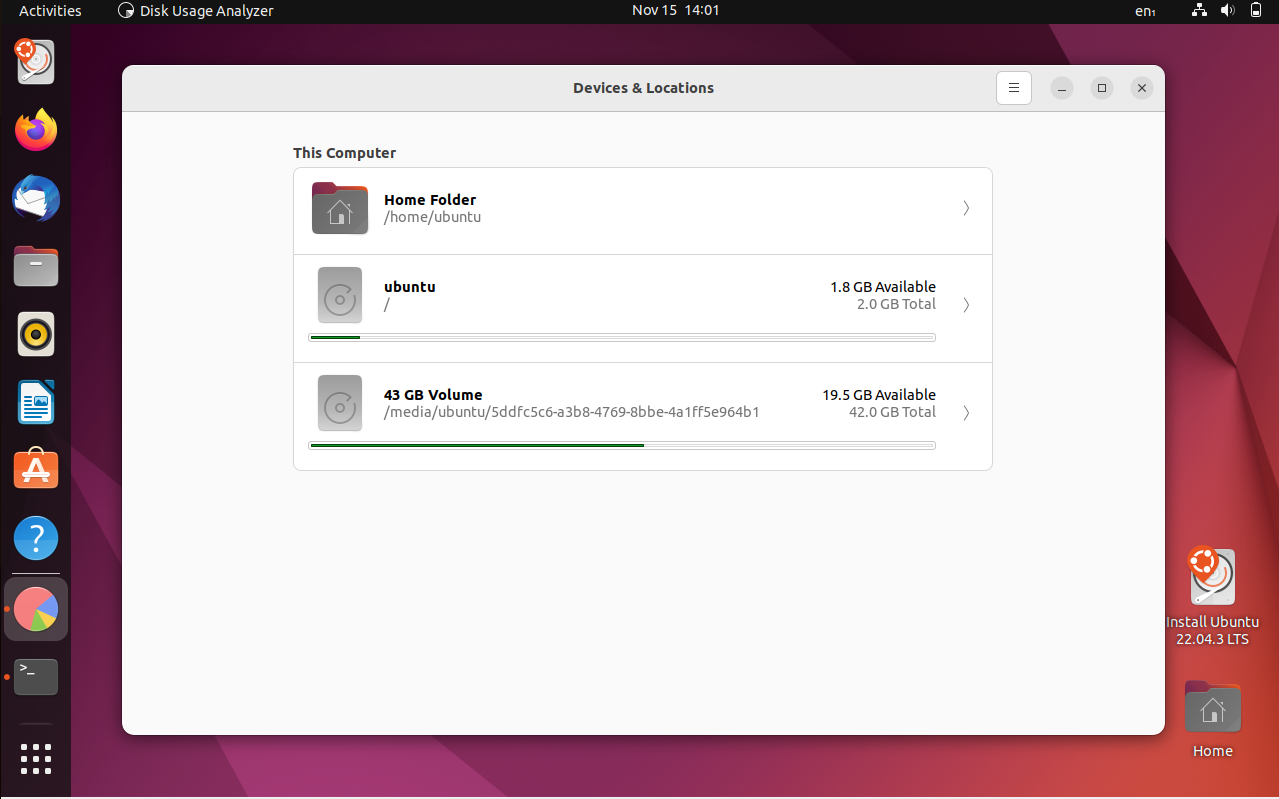 Activities
Disk Usage Analyzer
Nov 15 14:01
en₁
Devices & Locations
This Computer
Home Folder
/home/ubuntu
ubuntu
/
1.8 GB Available
2.0 GB Total
43 GB Volume
/media/ubuntu/5ddfc5c6-a3b8-4769-8bbe-4a1ff5e964b1
19.5 GB Available
42.0 GB Total
?
>_
Install Ubuntu
22.04.3 LTS
Home